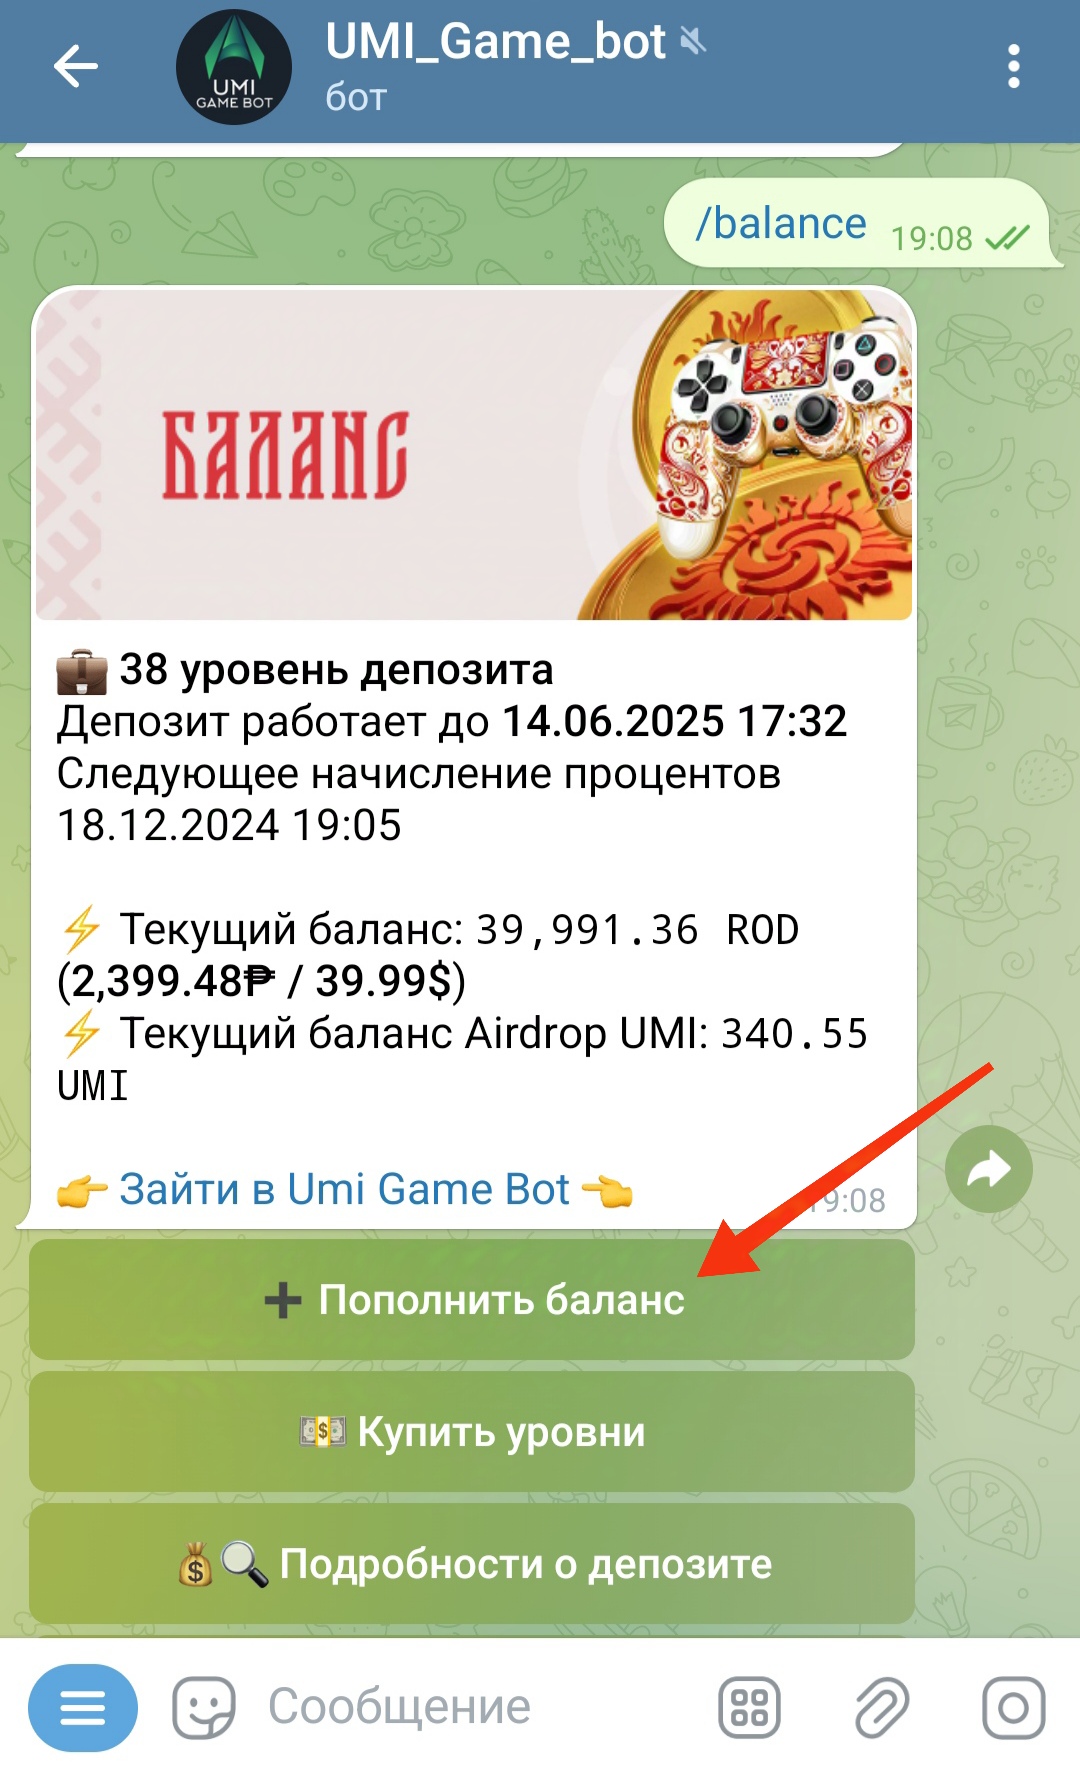 UMI_Game_bot
бот
UMI
GAME BOT
/balance 19:08
БАЛАНС
38 уровень депозита
Депозит работает до 14.06.2025 17:32
Следующее начисление процентов
18.12.2024 19:05
Текущий баланс: 39,991.36 ROD
(2,399.48₱ / 39.99$)
Текущий баланс Airdrop UMI: 340.55
UMI
👉 Зайти в Umi Game Bot 👈
9:08
➕ Пополнить баланс
💵 Купить уровни
💰🔍 Подробности о депозите
Сообщение